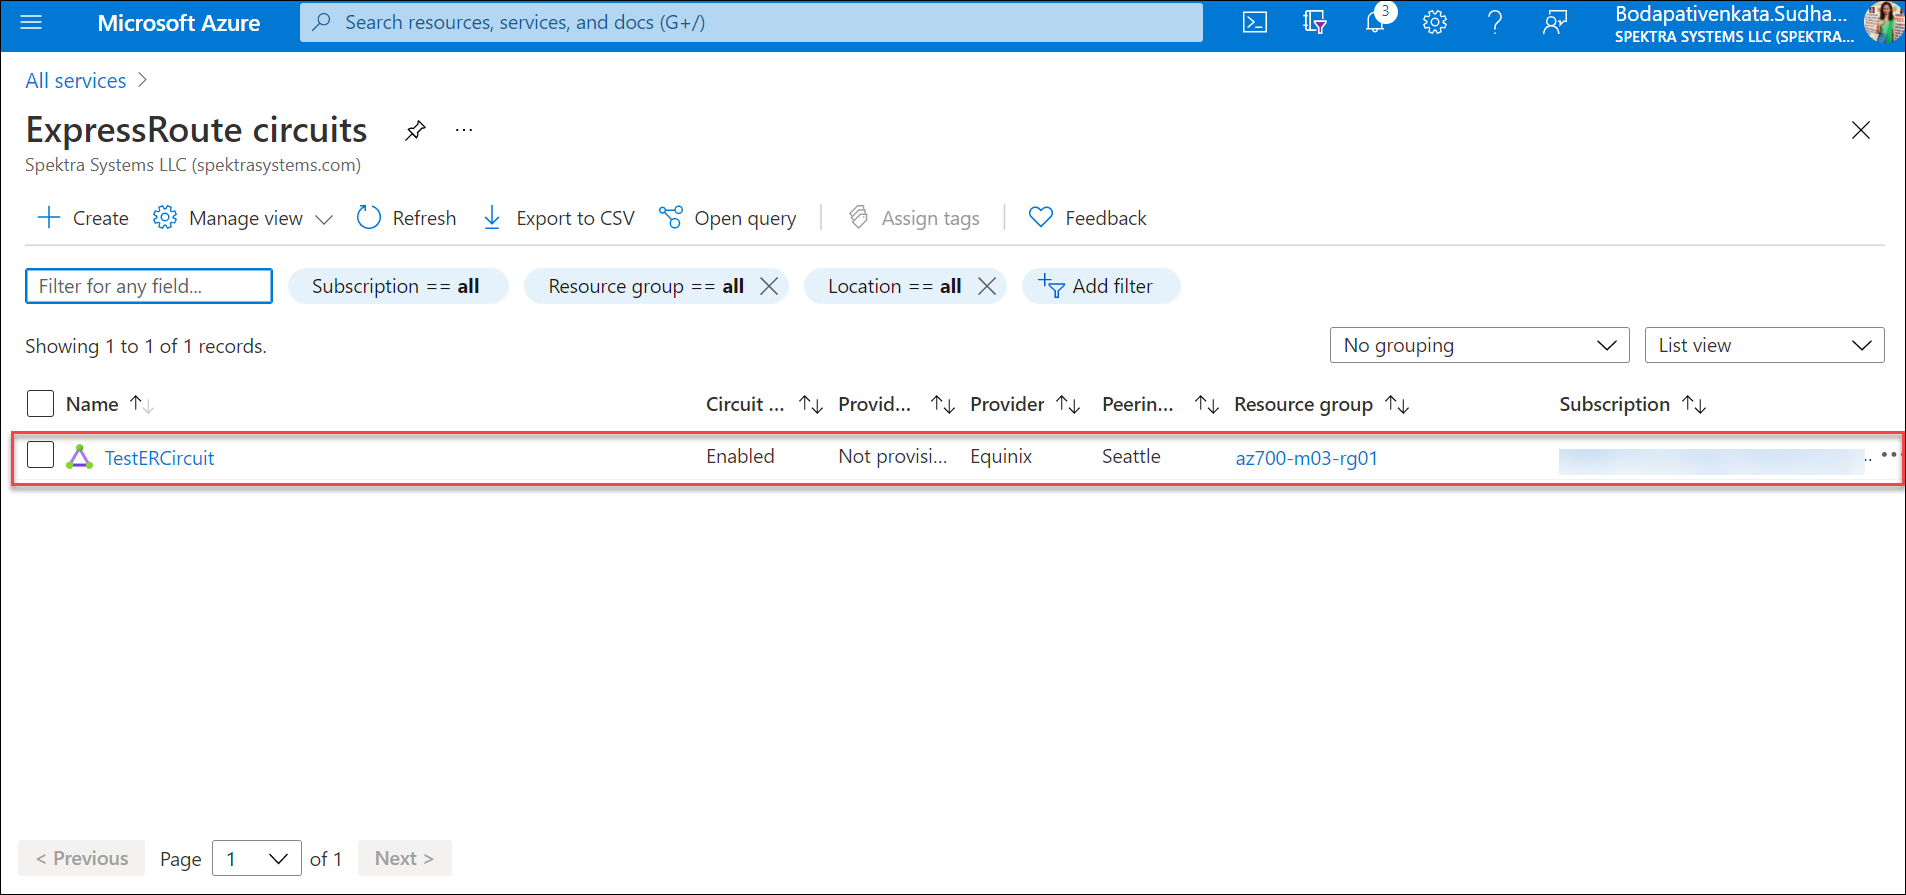 Microsoft Azure
Search resources, services, and docs (G+/)
3
Bodapativenkata.Sudha...
SPEKTRA SYSTEMS LLC (SPEKTRA...
All services
ExpressRoute circuits
...
Spektra Systems LLC (spektrasystems.com)
Create
Manage view
Refresh
Export to CSV
Open query
Assign tags
Feedback
Filter for any field...
Subscription == all
Resource group == all
Location == all
Add filter
Showing 1 to 1 of 1 records.
No grouping
List view
Name
Circuit ...
Provid...
Provider
Peerin...
Resource group
Subscription
TestERCircuit
Enabled
Not provisi...
Equinix
Seattle
az700-m03-rg01
< Previous
Page
1
of 1
Next >